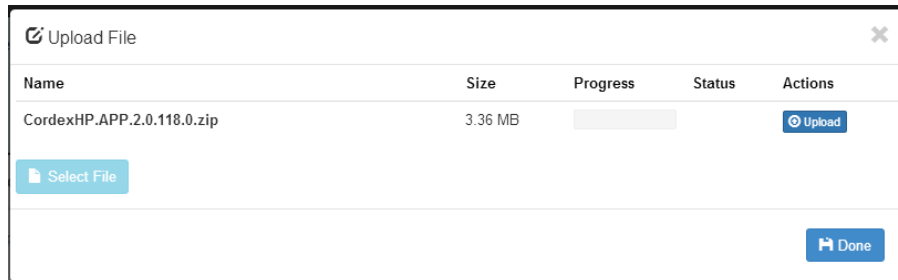 Upload File
Name Size Progress Status Actions
CordexHP.APP.2.0.118.0.zip 3.36 MB Upload
Select File
Done